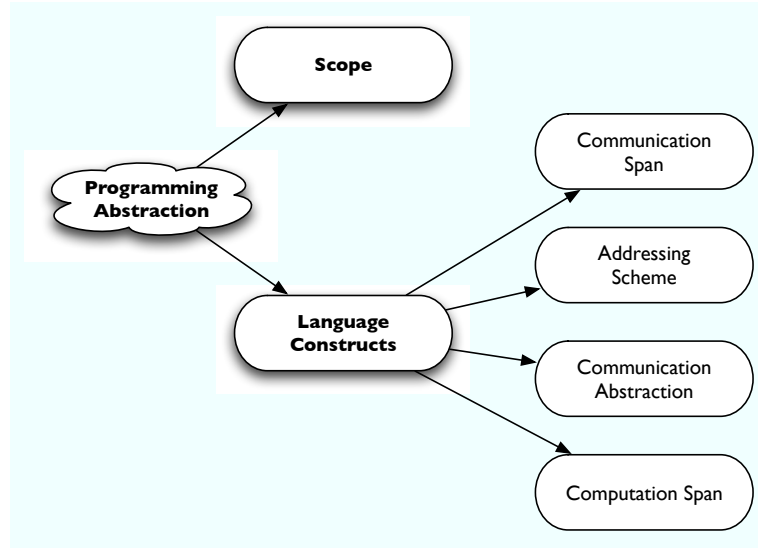 Scope
Programming
Abstraction
Language
Constructs
Communication
Span
Addressing
Scheme
Communication
Abstraction
Computation Span